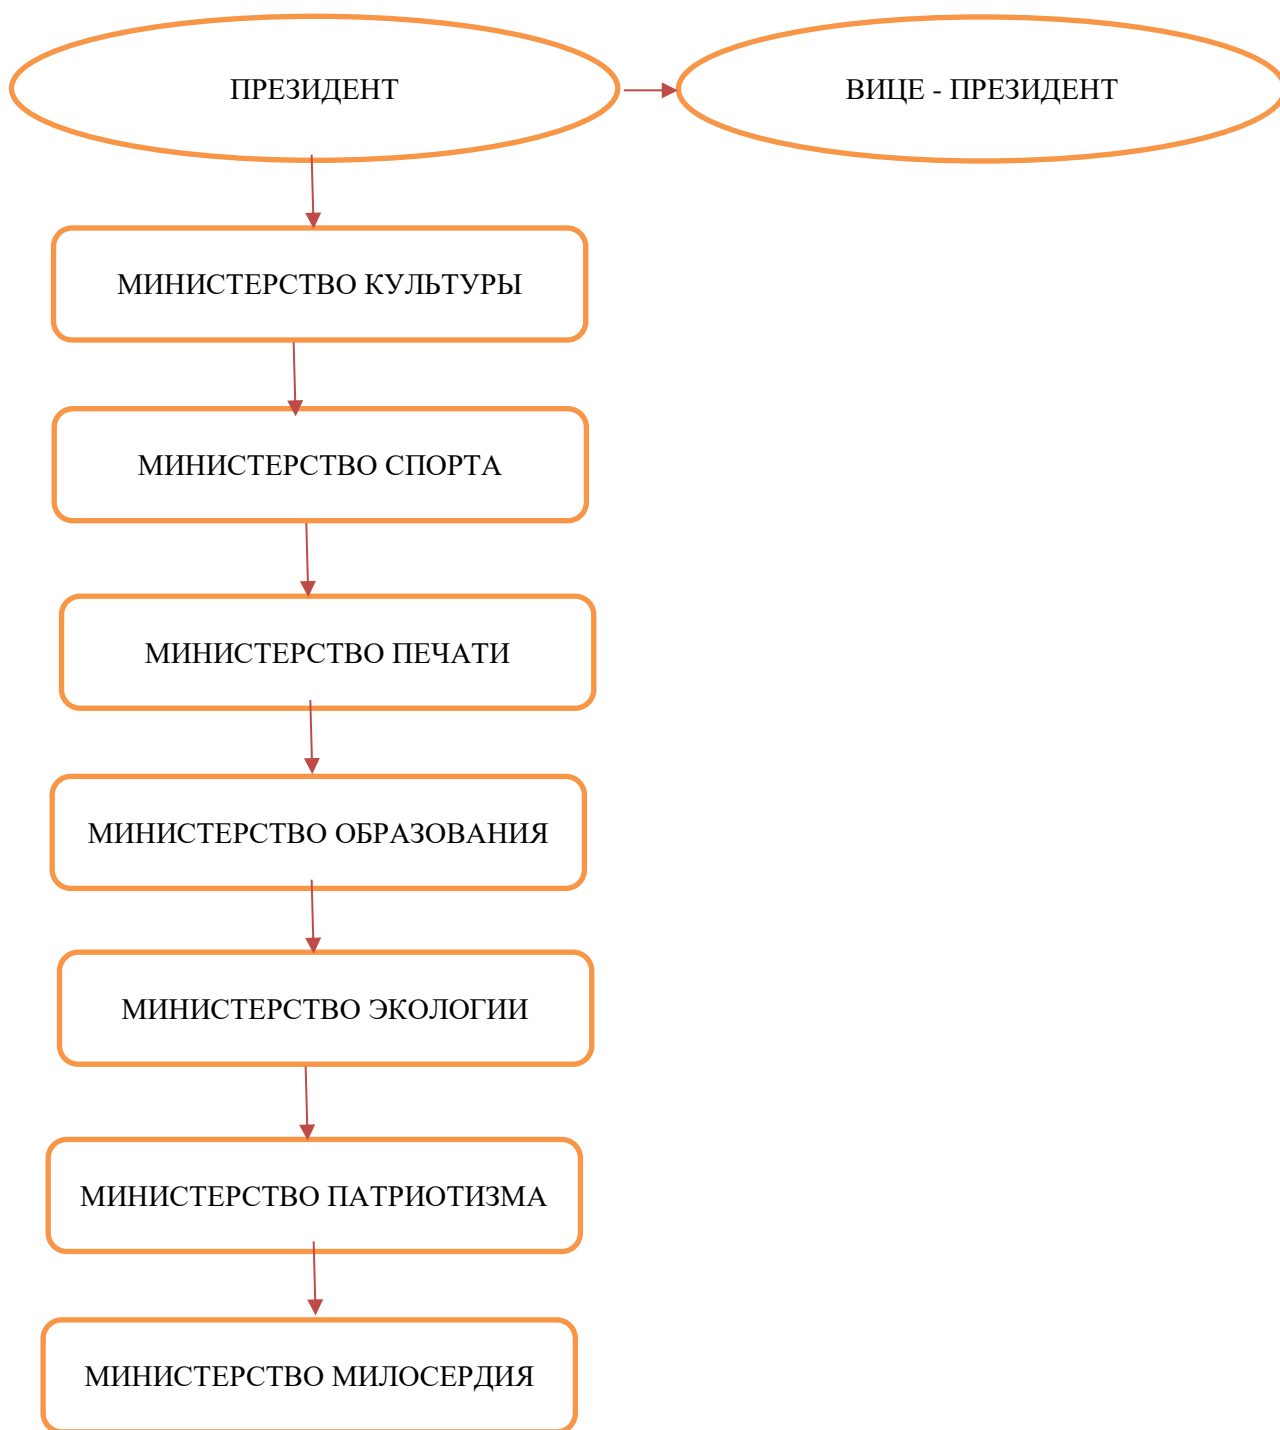 ПРЕЗИДЕНТ
ВИЦЕ - ПРЕЗИДЕНТ
МИНИСТЕРСТВО КУЛЬТУРЫ
МИНИСТЕРСТВО СПОРТА
МИНИСТЕРСТВО ПЕЧАТИ
МИНИСТЕРСТВО ОБРАЗОВАНИЯ
МИНИСТЕРСТВО ЭКОЛОГИИ
МИНИСТЕРСТВО ПАТРИОТИЗМА
МИНИСТЕРСТВО МИЛОСЕРДИЯ